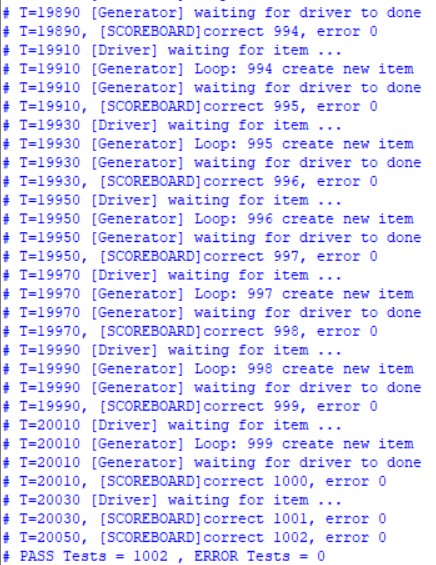 # T=19890 [Generator] waiting for driver to done
# T=19890, [SCOREBOARD]correct 994, error 0
# T=19910 [Driver] waiting for item ...
# T=19910 [Generator] Loop: 994 create new item
# T=19910 [Generator] waiting for driver to done
# T=19910, [SCOREBOARD]correct 995, error 0
# T=19930 [Driver] waiting for item ...
# T=19930 [Generator] Loop: 995 create new item
# T=19930 [Generator] waiting for driver to done
# T=19930, [SCOREBOARD]correct 996, error 0
# T=19950 [Driver] waiting for item ...
# T=19950 [Generator] Loop: 996 create new item
# T=19950 [Generator] waiting for driver to done
# T=19950, [SCOREBOARD]correct 997, error 0
# T=19970 [Driver] waiting for item ...
# T=19970 [Generator] Loop: 997 create new item
# T=19970 [Generator] waiting for driver to done
# T=19970, [SCOREBOARD]correct 998, error 0
# T=19990 [Driver] waiting for item ...
# T=19990 [Generator] Loop: 998 create new item
# T=19990 [Generator] waiting for driver to done
# T=19990, [SCOREBOARD]correct 999, error 0
# T=20010 [Driver] waiting for item ...
# T=20010 [Generator] Loop: 999 create new item
# T=20010 [Generator] waiting for driver to done
# T=20010, [SCOREBOARD]correct 1000, error 0
# T=20030 [Driver] waiting for item ...
# T=20030, [SCOREBOARD]correct 1001, error 0
# T=20050, [SCOREBOARD]correct 1002, error 0
# PASS Tests = 1002 , ERROR Tests = 0